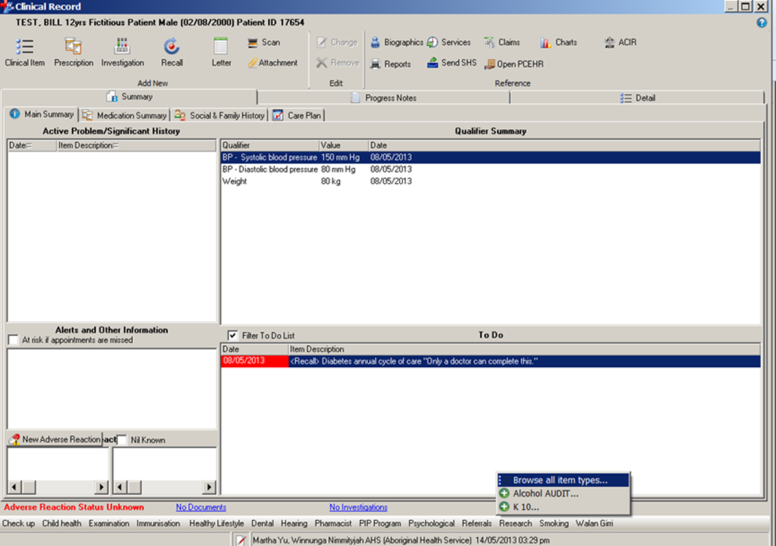 Clinical Record
TEST, BILL 12yrs Fictitious Patient Male (02/08/2000) Patient ID 17654
Clinical Item Prescription Investigation Recall Letter Scan Attachment
Change Remove
Biographics Services Claims Charts ACIR
Reports Send SHS Open PCEHR
Add New Edit Reference
Summary Progress Notes Detail
Main Summary Medication Summary Social & Family History Care Plan
Active Problem/Significant History Qualifier Summary
Date Item Description Qualifier Value Date
BP - Systolic blood pressure 150 mm Hg 08/05/2013
BP - Diastolic blood pressure 80 mm Hg 08/05/2013
Weight 80 kg 08/05/2013
Alerts and Other Information Filter To Do List To Do
At risk if appointments are missed
Date Item Description
08/05/2013 <Recall> Diabetes annual cycle of care "Only a doctor can complete this."
New Adverse Reaction act Nil Known
Browse all item types...
Alcohol AUDIT...
K 10...
Adverse Reaction Status Unknown No Documents No Investigations
Check up Child health Examination Immunisation Healthy Lifestyle Dental Hearing Pharmacist PIP Program Psychological Referrals Research Smoking Walan Girri
Martha Yu, Winnunga Nimmityjah AHS (Aboriginal Health Service) 14/05/2013 03:29 pm